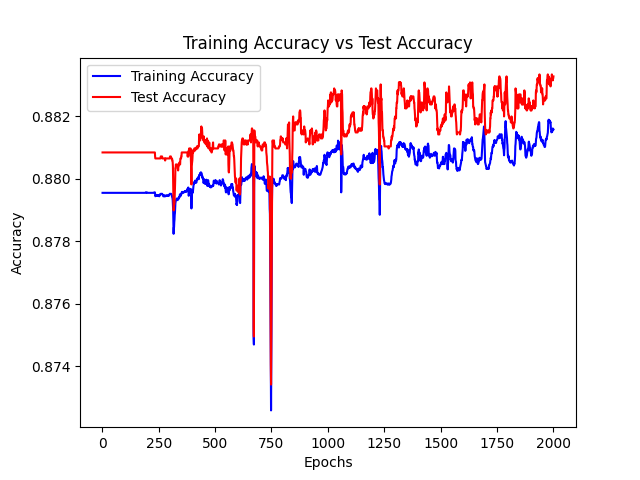 Training Accuracy vs Test Accuracy
Training Accuracy
Test Accuracy
0.882
0.880
0.878
0.876
0.874
Accuracy
0 250 500 750 1000 1250 1500 1750 2000
Epochs